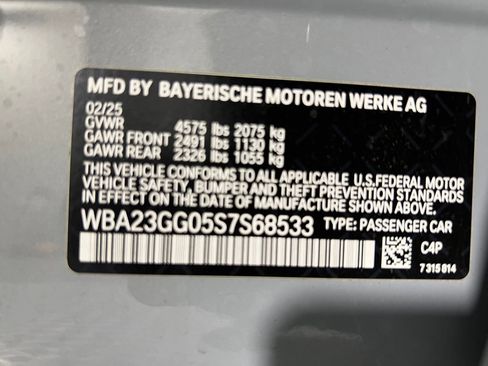 MFD BY BAYERISCHE MOTOREN WERKE AG
02/25
GVWR 4575 lbs 2075 kg
GAWR FRONT 2491 lbs 1130 kg
GAWR REAR 2326 lbs 1055 kg
THIS VEHICLE CONFORMS TO ALL APPLICABLE U.S.FEDERAL MOTOR
VEHICLE SAFETY, BUMPER AND THEFT PREVENTION STANDARDS
IN EFFECT ON THE DATE OF MANUFACTURE SHOWN ABOVE.
WBA23GG05S7S68533 TYPE: PASSENGER CAR
C4P
7315814